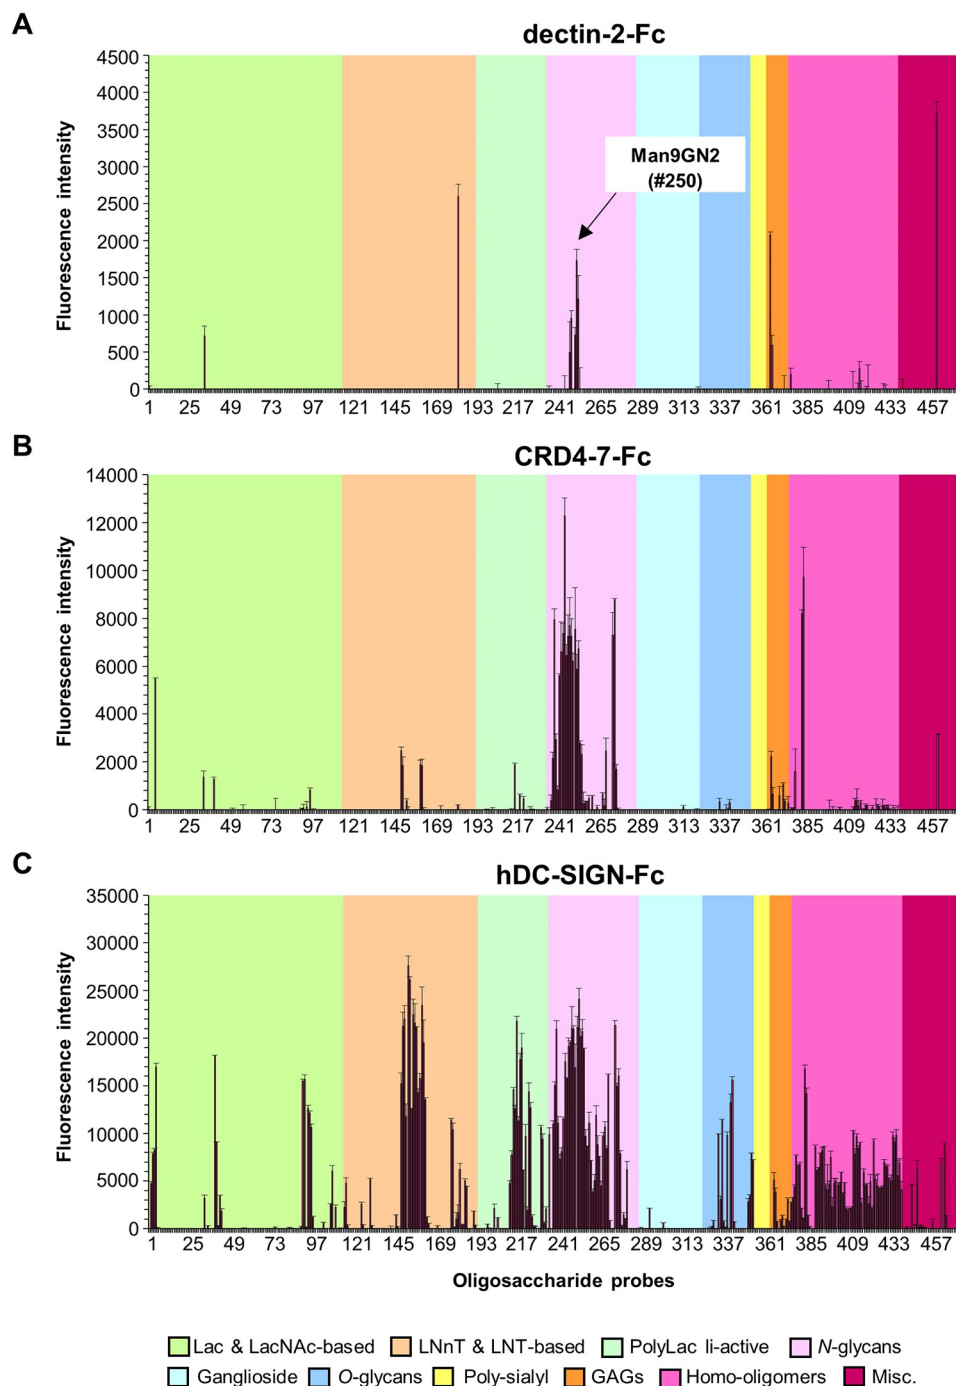 A
dectin-2-Fc
Fluorescence intensity
4500
4000
3500
3000
2500
2000
1500
1000
500
0
Man9GN2
(#250)
1 25 49 73 97 121 145 169 193 217 241 265 289 313 337 361 385 409 433 457
B
CRD4-7-Fc
Fluorescence intensity
14000
12000
10000
8000
6000
4000
2000
0
1 25 49 73 97 121 145 169 193 217 241 265 289 313 337 361 385 409 433 457
C
hDC-SIGN-Fc
Fluorescence intensity
35000
30000
25000
20000
15000
10000
5000
0
1 25 49 73 97 121 145 169 193 217 241 265 289 313 337 361 385 409 433 457
Oligosaccharide probes
Lac & LacNAc-based LNnT & LNT-based PolyLac Ii-active N-glycans
Ganglioside O-glycans Poly-sialyl GAGs Homo-oligomers Misc.